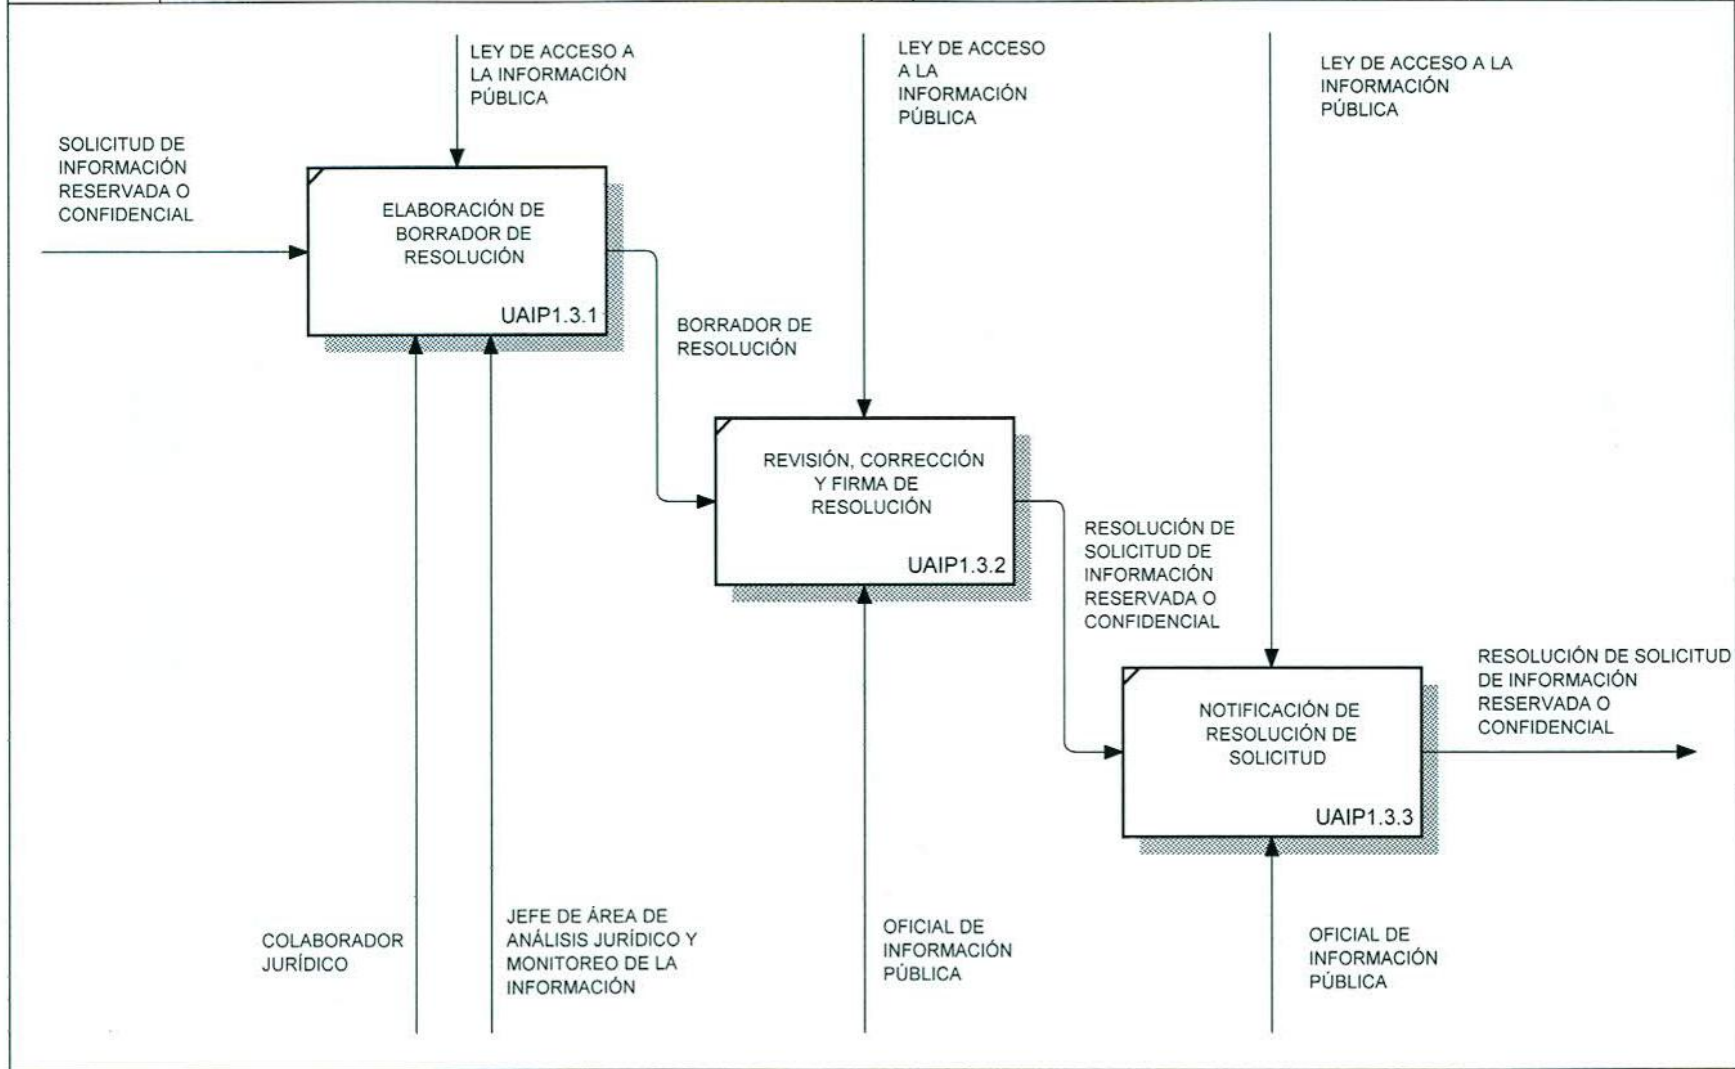 LEY DE ACCESO A
LA INFORMACIÓN
PÚBLICA
LEY DE ACCESO
A LA
INFORMACIÓN
PÚBLICA
LEY DE ACCESO A LA
INFORMACIÓN
PÚBLICA
SOLICITUD DE
INFORMACIÓN
RESERVADA O
CONFIDENCIAL
ELABORACIÓN DE
BORRADOR DE
RESOLUCIÓN
UAIP1.3.1
BORRADOR DE
RESOLUCIÓN
REVISIÓN, CORRECCIÓN
Y FIRMA DE
RESOLUCIÓN
UAIP1.3.2
RESOLUCIÓN DE
SOLICITUD DE
INFORMACIÓN
RESERVADA O
CONFIDENCIAL
NOTIFICACIÓN DE
RESOLUCIÓN DE
SOLICITUD
UAIP1.3.3
RESOLUCIÓN DE SOLICITUD
DE INFORMACIÓN
RESERVADA O
CONFIDENCIAL
COLABORADOR
JURÍDICO
JEFE DE ÁREA DE
ANÁLISIS JURÍDICO Y
MONITOREO DE LA
INFORMACIÓN
OFICIAL DE
INFORMACIÓN
PÚBLICA
OFICIAL DE
INFORMACIÓN
PÚBLICA